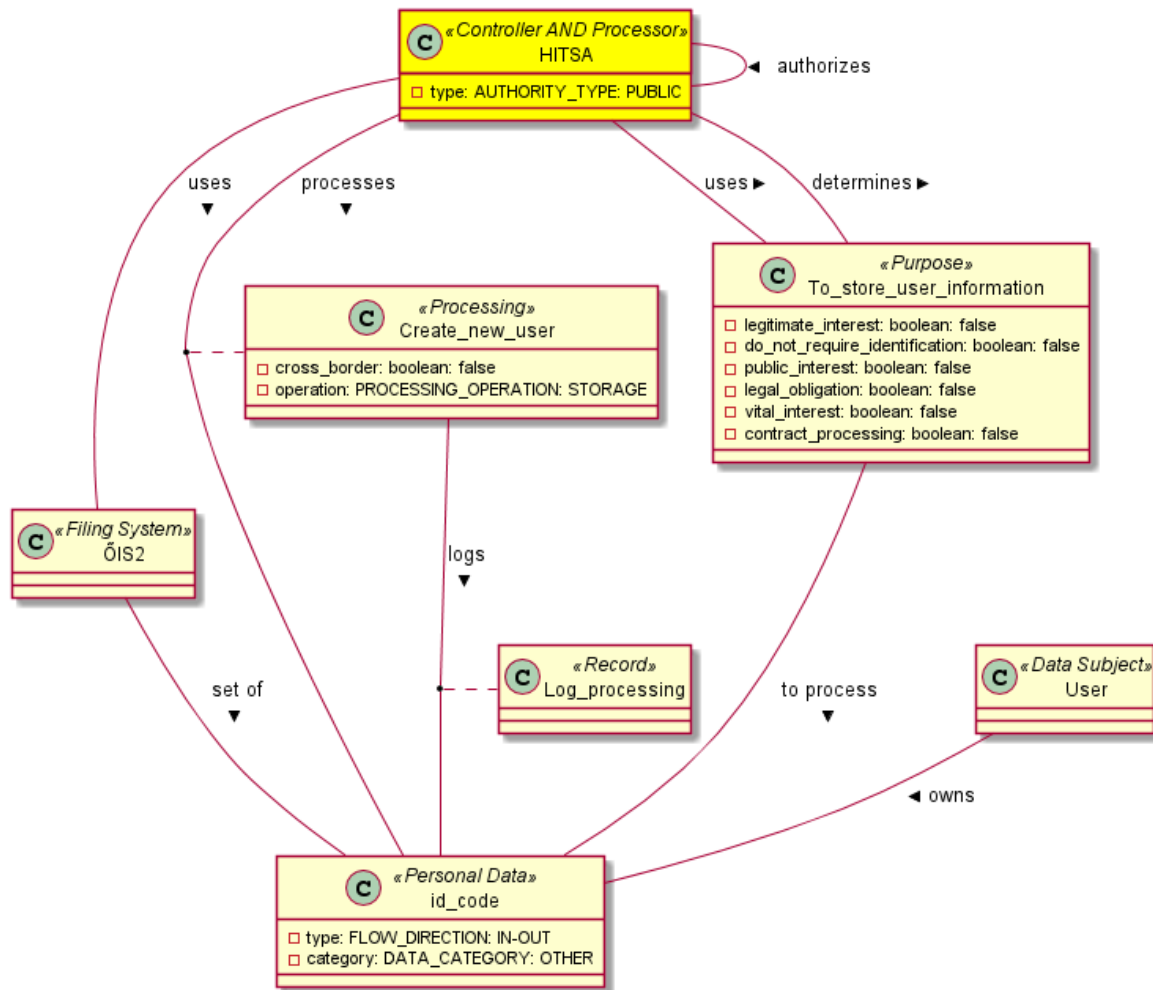 C
«Controller AND Processor»
HITSA
type: AUTHORITY_TYPE: PUBLIC
authorizes
uses
processes
uses
determines
C
«Processing»
Create_new_user
cross_border: boolean: false
operation: PROCESSING_OPERATION: STORAGE
C
«Purpose»
To_store_user_information
legitimate_interest: boolean: false
do_not_require_identification: boolean: false
public_interest: boolean: false
legal_obligation: boolean: false
vital_interest: boolean: false
contract_processing: boolean: false
C
«Filing System»
ÕIS2
logs
C
«Record»
Log_processing
C
«Data Subject»
User
set of
to process
owns
C
«Personal Data»
id_code
type: FLOW_DIRECTION: IN-OUT
category: DATA_CATEGORY: OTHER